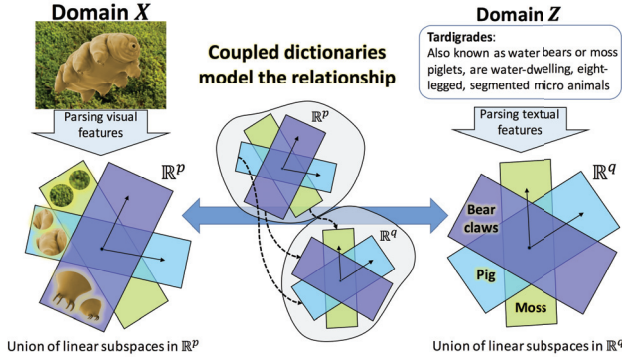 Domain X
Parsing visual
features
ℝᵖ
Union of linear subspaces in ℝᵖ
Coupled dictionaries
model the relationship
ℝᵖ
ℝ𐞥
Domain Z
Tardigrades:
Also known as water bears or moss
piglets, are water-dwelling, eight-
legged, segmented micro animals
Parsing textual
features
ℝ𐞥
Bear
claws
Pig
Moss
Union of linear subspaces in ℝ𐞥